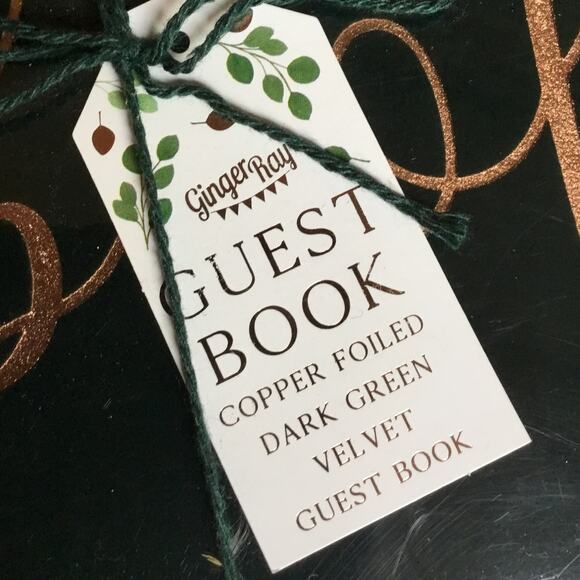 Ginger Ray
GUEST
BOOK
COPPER FOILED
DARK GREEN
VELVET
GUEST BOOK